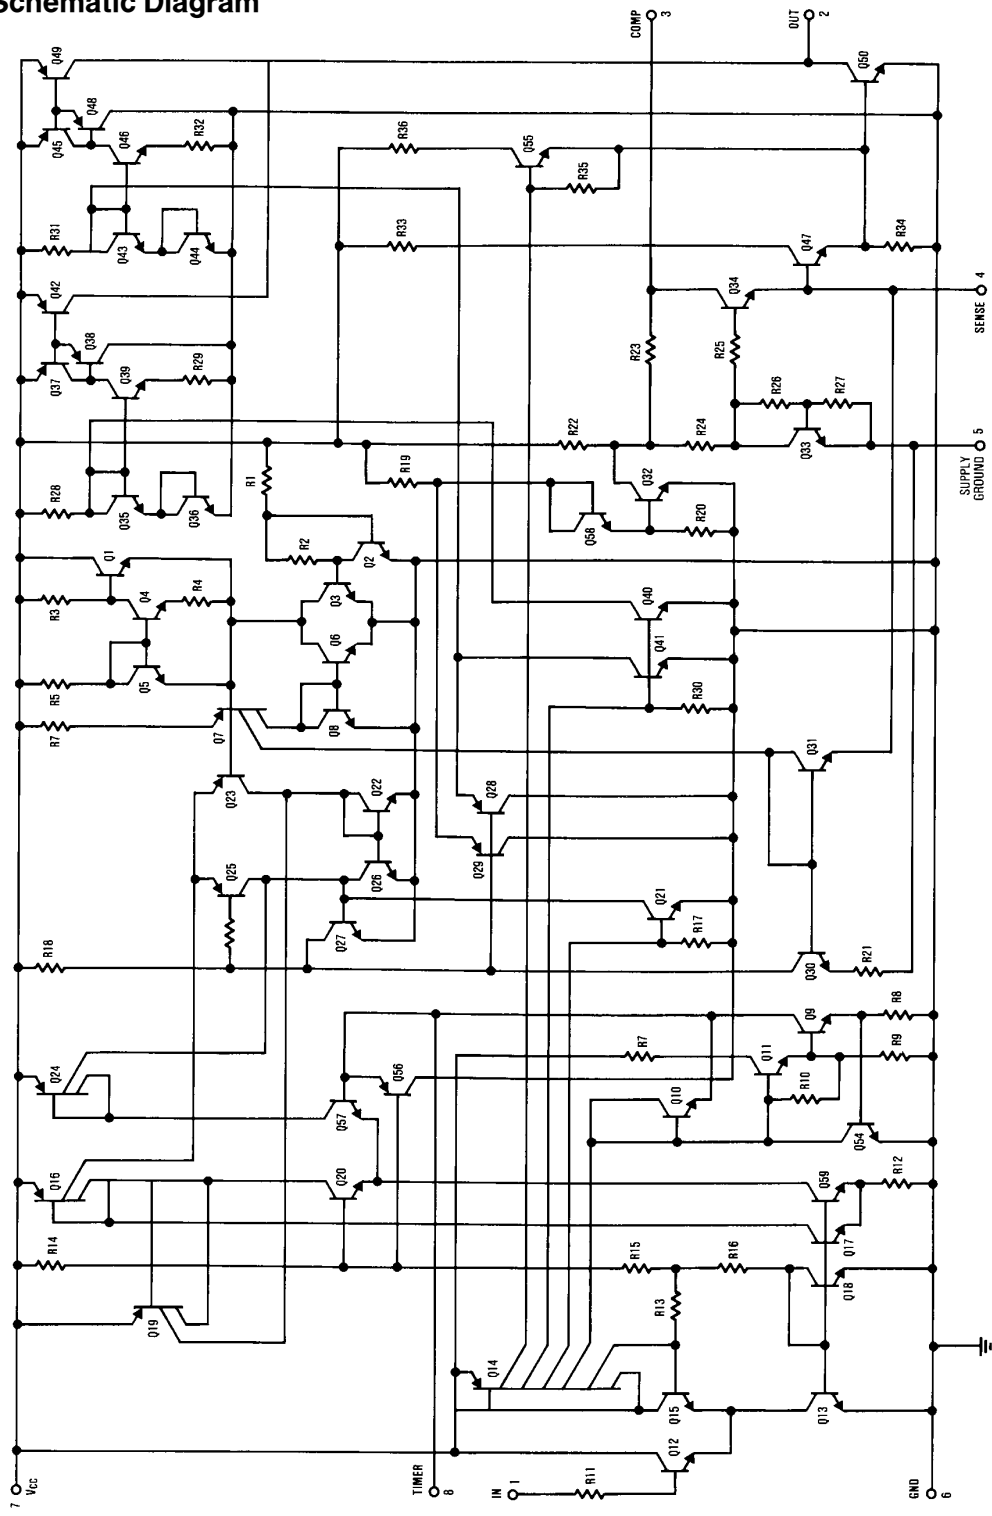 Schematic Diagram
COMP
3
OUT
2
Q49
Q48
Q45
Q46
R32
R36
Q55
R35
Q50
R31
Q43
Q44
R33
Q47
R34
Q42
Q38
Q37
Q39
R29
Q34
SENSE 4
R23
R25
R26
R27
R28
Q35
Q36
R1
R19
R22
R24
Q33
5
SUPPLY
GROUND
Q32
Q58
R20
Q1
R3
Q4
R4
R2
Q2
Q3
Q6
Q40
Q41
R30
R5
Q5
R7
Q7
Q8
Q31
Q23
Q22
Q28
Q29
Q25
Q26
Q27
Q21
R17
R18
Q30
R21
Q24
Q57
Q56
R7
Q11
Q9
R8
R9
Q10
R10
Q54
Q16
Q20
Q59
R12
Q17
R14
R15
R16
R13
Q18
Q19
Q14
Q15
Q13
Q12
R11
7
VCC
TIMER
8
IN
1
GND
6